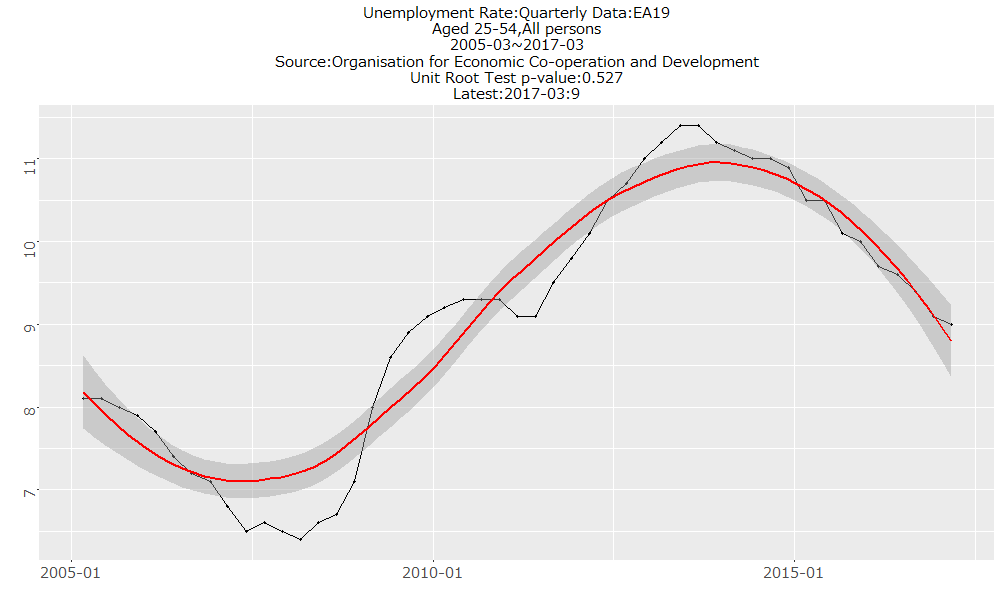 Unemployment Rate:Quarterly Data:EA19
Aged 25-54,All persons
2005-03~2017-03
Source:Organisation for Economic Co-operation and Development
Unit Root Test p-value:0.527
Latest:2017-03:9
11
10
9
8
7
2005-01 2010-01 2015-01